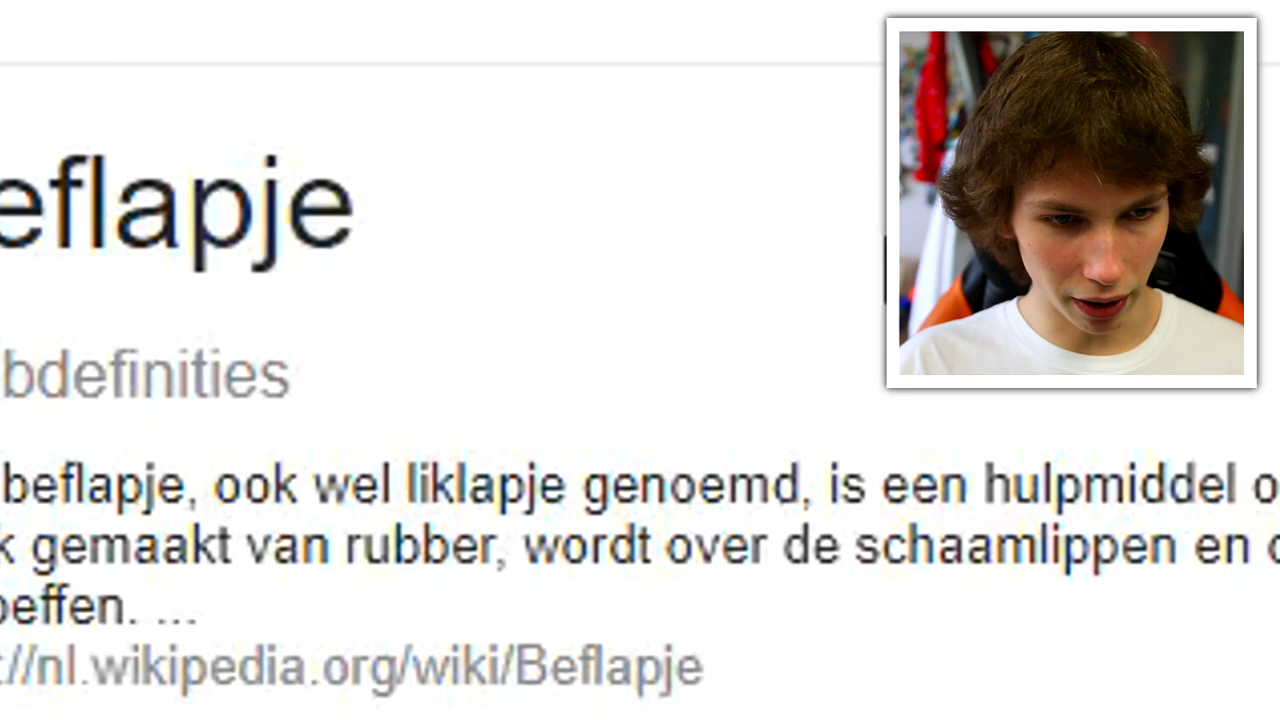 eflapje
bdefinities
beflapje, ook wel liklapje genoemd, is een hulpmiddel o
k gemaakt van rubber, wordt over de schaamlippen en
effen. ...
://nl.wikipedia.org/wiki/Beflapje